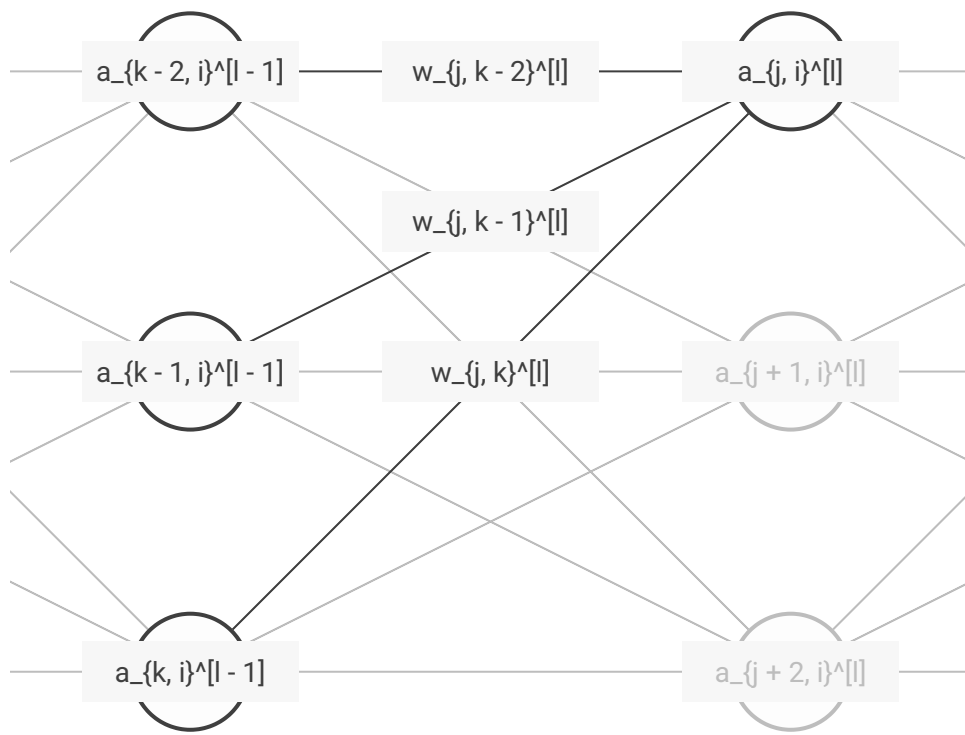 a_{k - 2, i}^[l - 1]
w_{j, k - 2}^[l]
a_{j, i}^[l]
w_{j, k - 1}^[l]
a_{k - 1, i}^[l - 1]
w_{j, k}^[l]
a_{j + 1, i}^[l]
a_{k, i}^[l - 1]
a_{j + 2, i}^[l]